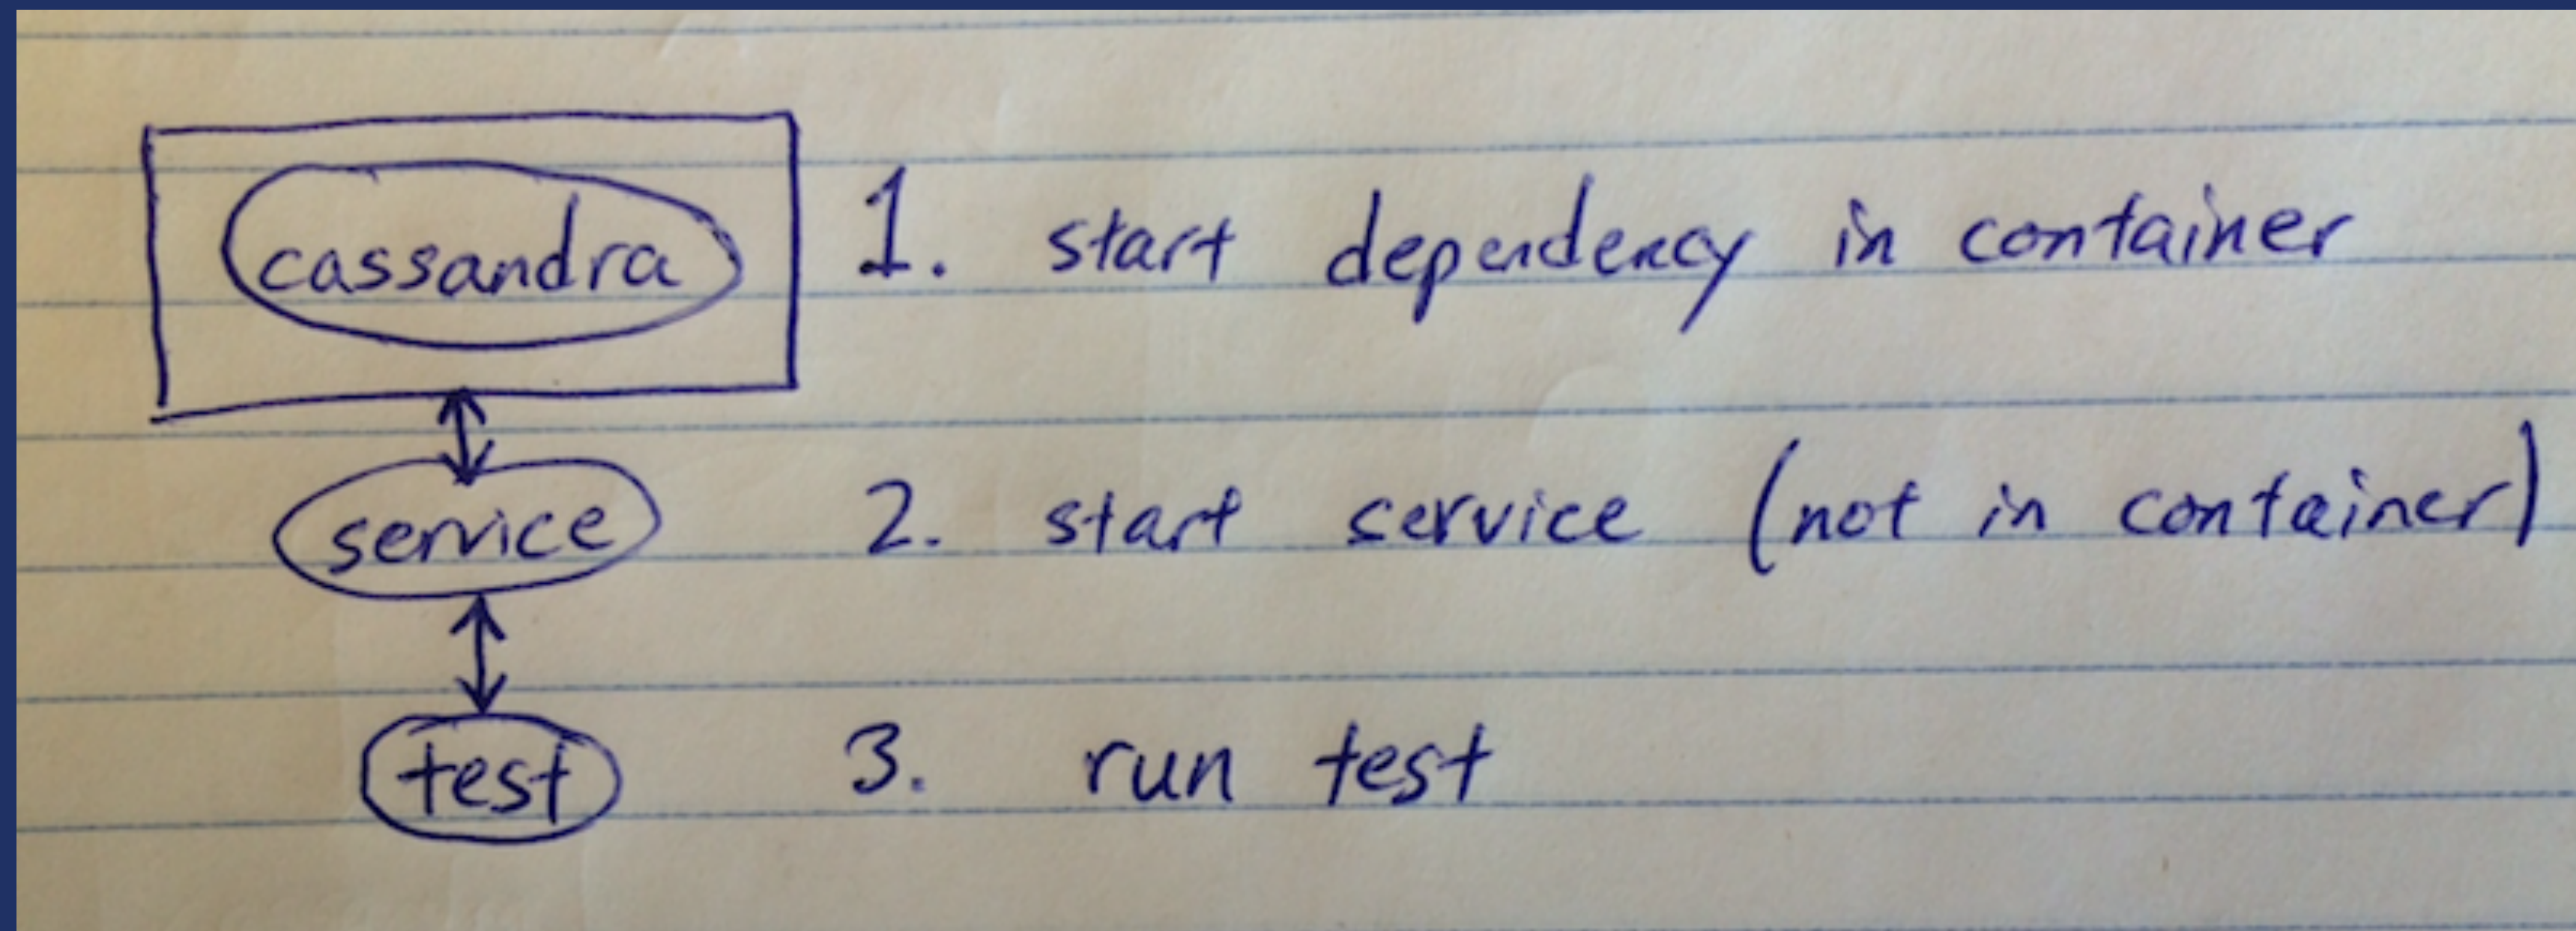 cassandra 1. start dependency in container
service 2. start service (not in container)
test 3. run test